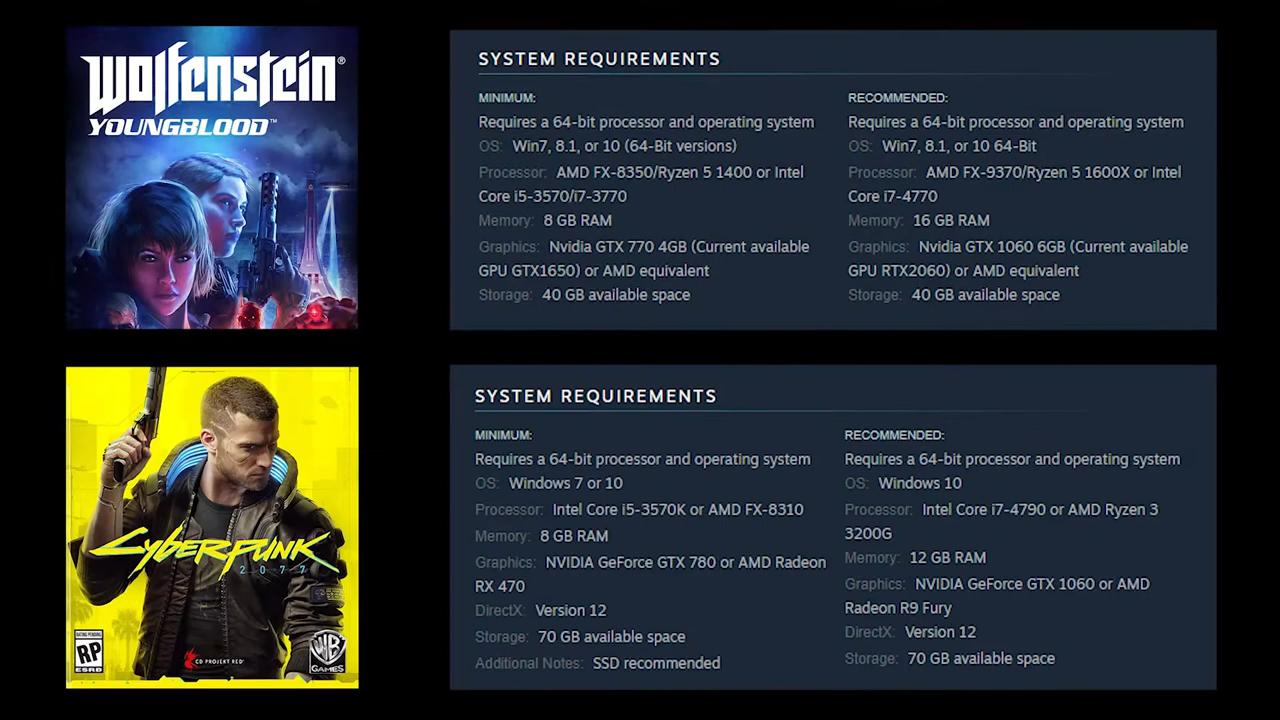 Wolfenstein®
YOUNGBLOOD™
SYSTEM REQUIREMENTS
MINIMUM:
Requires a 64-bit processor and operating system
OS: Win7, 8.1, or 10 (64-Bit versions)
Processor: AMD FX-8350/Ryzen 5 1400 or Intel
Core i5-3570/i7-3770
Memory: 8 GB RAM
Graphics: Nvidia GTX 770 4GB (Current available
GPU GTX1650) or AMD equivalent
Storage: 40 GB available space
RECOMMENDED:
Requires a 64-bit processor and operating system
OS: Win7, 8.1, or 10 64-Bit
Processor: AMD FX-9370/Ryzen 5 1600X or Intel
Core i7-4770
Memory: 16 GB RAM
Graphics: Nvidia GTX 1060 6GB (Current available
GPU RTX2060) or AMD equivalent
Storage: 40 GB available space
Cyberpunk
2077
RATING PENDING
RP
ESRB
CD PROJEKT RED®
WB
GAMES
SYSTEM REQUIREMENTS
MINIMUM:
Requires a 64-bit processor and operating system
OS: Windows 7 or 10
Processor: Intel Core i5-3570K or AMD FX-8310
Memory: 8 GB RAM
Graphics: NVIDIA GeForce GTX 780 or AMD Radeon
RX 470
DirectX: Version 12
Storage: 70 GB available space
Additional Notes: SSD recommended
RECOMMENDED:
Requires a 64-bit processor and operating system
OS: Windows 10
Processor: Intel Core i7-4790 or AMD Ryzen 3
3200G
Memory: 12 GB RAM
Graphics: NVIDIA GeForce GTX 1060 or AMD
Radeon R9 Fury
DirectX: Version 12
Storage: 70 GB available space